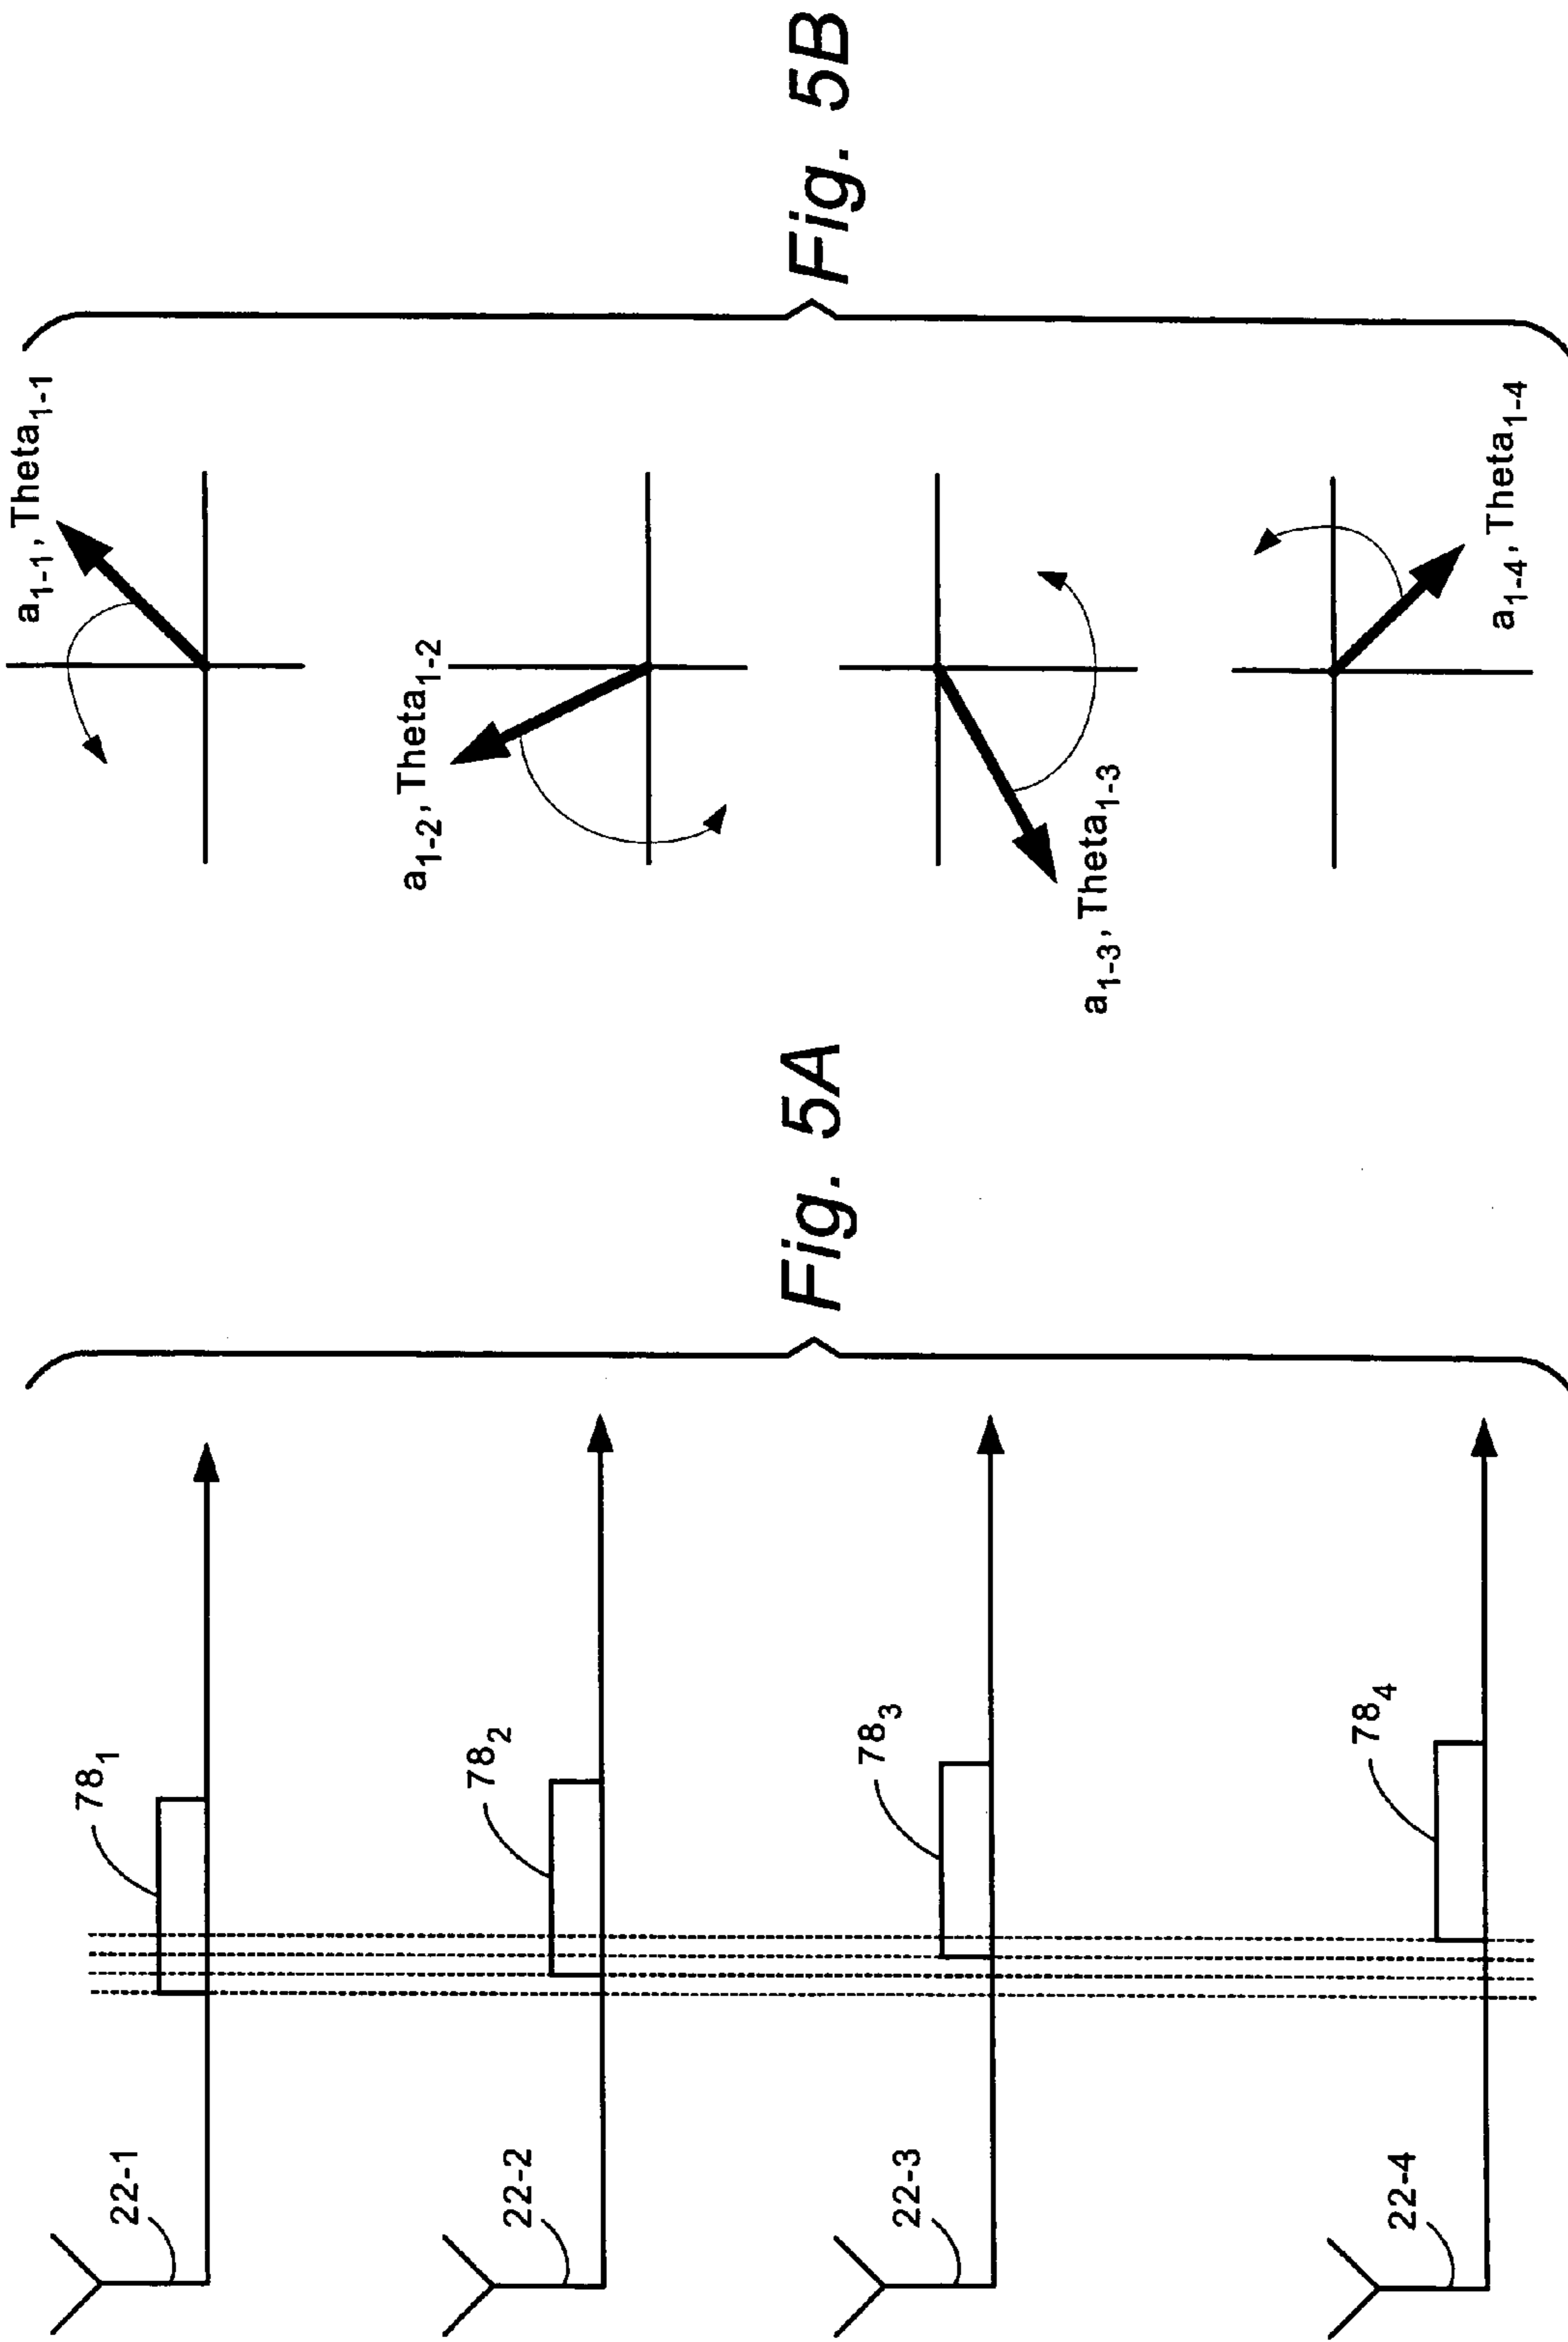 22-1
78₁
22-2
78₂
22-3
78₃
22-4
78₄
Fig. 5A
a₁₋₁, Theta₁₋₁
a₁₋₂, Theta₁₋₂
a₁₋₃, Theta₁₋₃
a₁₋₄, Theta₁₋₄
Fig. 5B